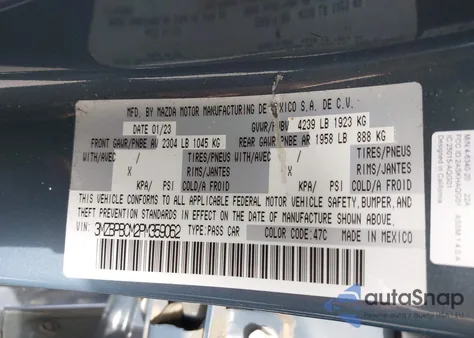 MFD. BY MAZDA MOTOR MANUFACTURING DE MEXICO S.A. DE C.V.
DATE 01/23 GVWR/ 4239 LB 1923 KG
FRONT GAWR/PNBE AV 2304 LB 1045 KG REAR GAWR/PNBE AR 1958 LB 888 KG
WITH/AVEC TIRES/PNEUS WITH/AVEC TIRES/PNEUS
X RIMS/JANTES X RIMS/JANTES
KPA/ PSI COLD/A FROID KPA/ PSI COLD/A FROID
THIS VEHICLE CONFORMS TO ALL APPLICABLE FEDERAL MOTOR VEHICLE SAFETY, BUMPER, AND
THEFT PREVENTION STANDARDS IN EFFECT ON THE DATE OF MANUFACTURE SHOWN ABOVE.
VIN: 3MZBPBCM2PM359062 TYPE:PASS CAR COLOR CODE:47C MADE IN MEXICO
Designed in California
autoSnap